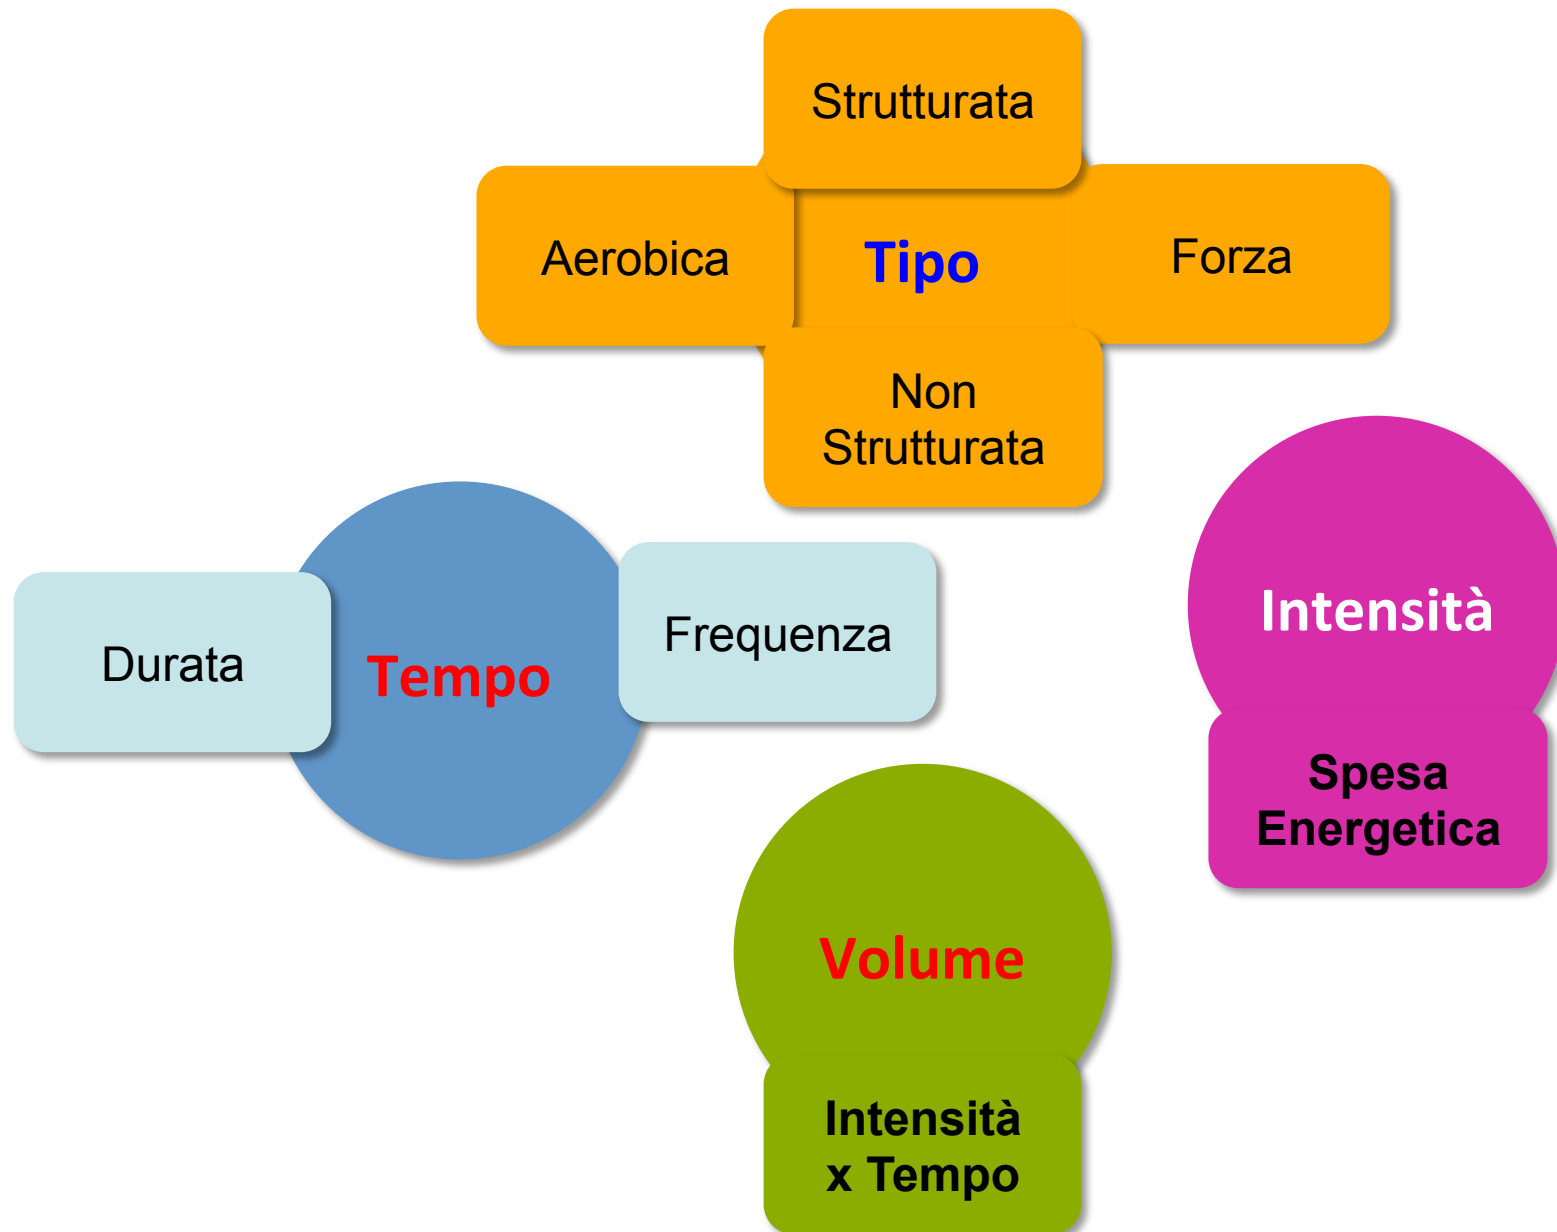 Strutturata
Aerobica
Tipo
Forza
Non
Strutturata
Durata
Tempo
Frequenza
Intensità
Spesa
Energetica
Volume
Intensità
x Tempo